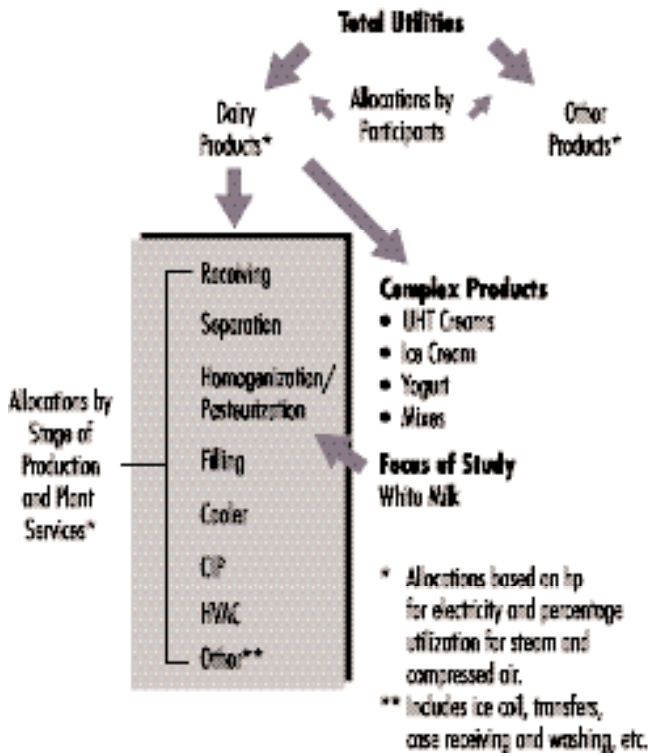 Total Utilities
Allocations by
Participants
Dairy
Products*
Other
Products*
Receiving
Separation
Homogenization/
Pasteurization
Filling
Cooler
CIP
HVAC
Other**
Allocations by
Stage of
Production
and Plant
Services*
Complex Products
• UHT Creams
• Ice Cream
• Yogurt
• Mixes
Focus of Study
White Milk
* Allocations based on hp
for electricity and percentage
utilization for steam and
compressed air.
** Includes ice coil, transfers,
case receiving and washing, etc.